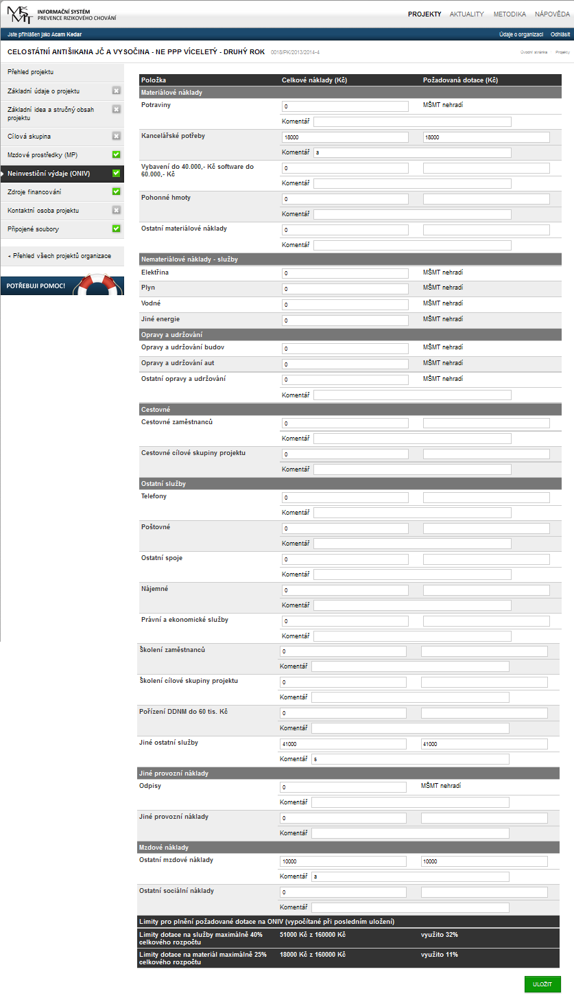 MŠMT INFORMAČNÍ SYSTÉM
PREVENCE RIZIKOVÉHO CHOVÁNÍ
PROJEKTY AKTUALITY METODIKA NÁPOVĚDA
Jste přihlášen jako Acam Kedar Údaje o organizaci Odhlásit
CELOSTÁTNÍ ANTIŠIKANA JČ A VYSOČINA - NE PPP VÍCELETÝ - DRUHÝ ROK 0018/PK/2013/2014-4 Úvodní stránka Projekty
Přehled projektu
Základní údaje o projektu
Základní idea a stručný obsah
projektu
Cílová skupina
Mzdové prostředky (MP)
Neinvestiční výdaje (ONIV)
Zdroje financování
Kontaktní osoba projektu
Připojené soubory
Přehled všech projektů organizace
POTŘEBUJI POMOC!
Položka Celkové náklady (Kč) Požadovaná dotace (Kč)
Materiálové náklady
Potraviny 0 MŠMT nehradí
Komentář
Kancelářské potřeby 18000 18000
Komentář a
Vybavení do 40.000,- Kč software do
60.000,- Kč 0
Komentář
Pohonné hmoty 0
Komentář
Ostatní materiálové náklady 0
Komentář
Nemateriálové náklady - služby
Elektřina 0 MŠMT nehradí
Plyn 0 MŠMT nehradí
Vodné 0 MŠMT nehradí
Jiné energie 0 MŠMT nehradí
Opravy a udržování
Opravy a udržování budov 0 MŠMT nehradí
Opravy a udržování aut 0 MŠMT nehradí
Ostatní opravy a udržování 0 MŠMT nehradí
Komentář
Cestovné
Cestovné zaměstnanců 0
Komentář
Cestovné cílové skupiny projektu 0
Komentář
Ostatní služby
Telefony 0
Komentář
Poštovné 0
Komentář
Ostatní spoje 0
Komentář
Nájemné 0
Komentář
Právní a ekonomické služby 0
Komentář
Školení zaměstnanců 0
Komentář
Školení cílové skupiny projektu 0
Komentář
Pořízení DDNM do 60 tis. Kč 0
Komentář
Jiné ostatní služby 41000 41000
Komentář s
Jiné provozní náklady
Odpisy 0 MŠMT nehradí
Komentář
Jiné provozní náklady 0
Komentář
Mzdové náklady
Ostatní mzdové náklady 10000 10000
Komentář a
Ostatní sociální náklady 0
Komentář
Limity pro plnění požadované dotace na ONIV (vypočítané při posledním uložení)
Limity dotace na služby maximálně 40% 51000 Kč z 160000 Kč využito 32%
celkového rozpočtu
Limity dotace na materiál maximálně 25% 18000 Kč z 160000 Kč využito 11%
celkového rozpočtu
ULOŽIT